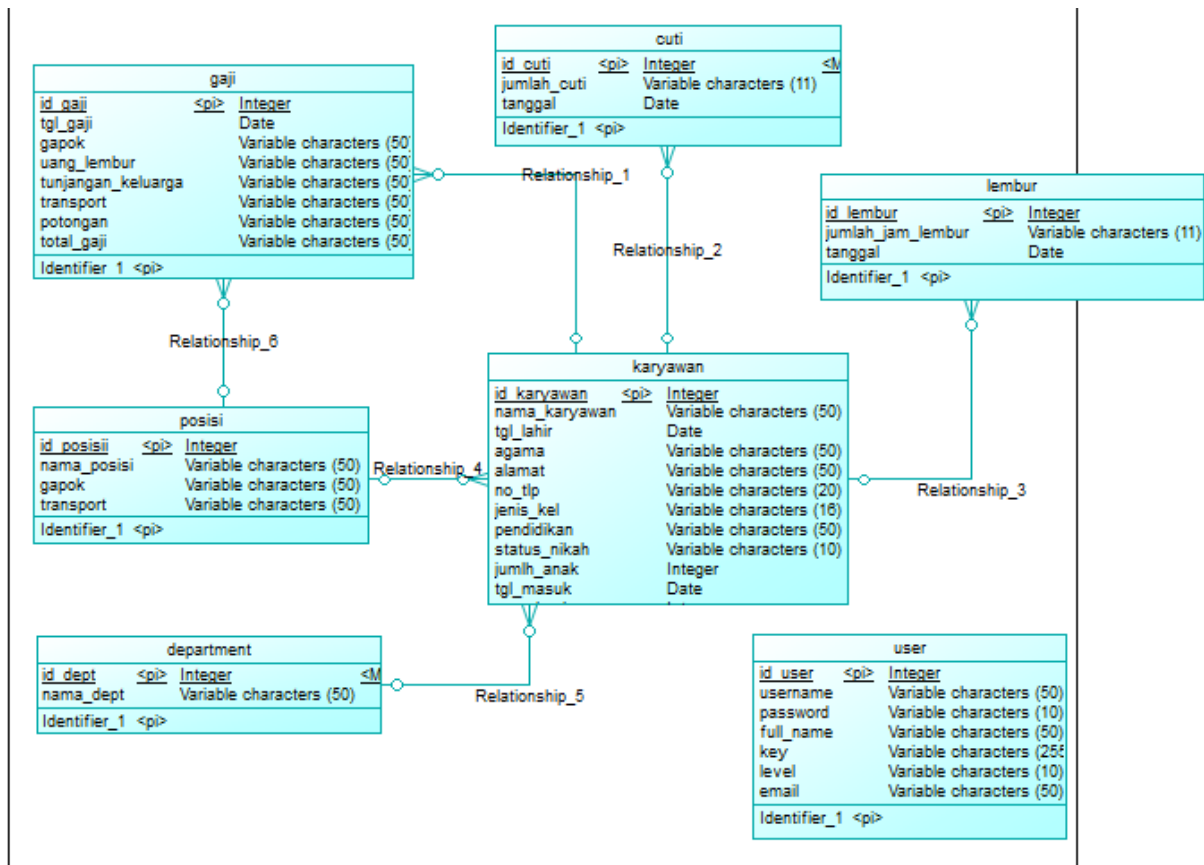 cuti
id_cuti <pi> Integer <M
jumlah_cuti Variable characters (11)
tanggal Date
Identifier_1 <pi>
gaji
id_gaji <pi> Integer
tgl_gaji Date
gapok Variable characters (50)
uang_lembur Variable characters (50)
tunjangan_keluarga Variable characters (50)
transport Variable characters (50)
potongan Variable characters (50)
total_gaji Variable characters (50)
Identifier_1 <pi>
Relationship_1
lembur
id_lembur <pi> Integer
jumlah_jam_lembur Variable characters (11)
tanggal Date
Identifier_1 <pi>
Relationship_2
Relationship_6
karyawan
id_karyawan <pi> Integer
nama_karyawan Variable characters (50)
tgl_lahir Date
agama Variable characters (50)
alamat Variable characters (50)
no_tlp Variable characters (20)
jenis_kel Variable characters (16)
pendidikan Variable characters (50)
status_nikah Variable characters (10)
jumlh_anak Integer
tgl_masuk Date
posisi
id_posisii <pi> Integer
nama_posisi Variable characters (50)
gapok Variable characters (50)
transport Variable characters (50)
Identifier_1 <pi>
Relationship_4
Relationship_3
department
id_dept <pi> Integer <M
nama_dept Variable characters (50)
Identifier_1 <pi>
Relationship_5
user
id_user <pi> Integer
username Variable characters (50)
password Variable characters (10)
full_name Variable characters (50)
key Variable characters (255
level Variable characters (10)
email Variable characters (50)
Identifier_1 <pi>